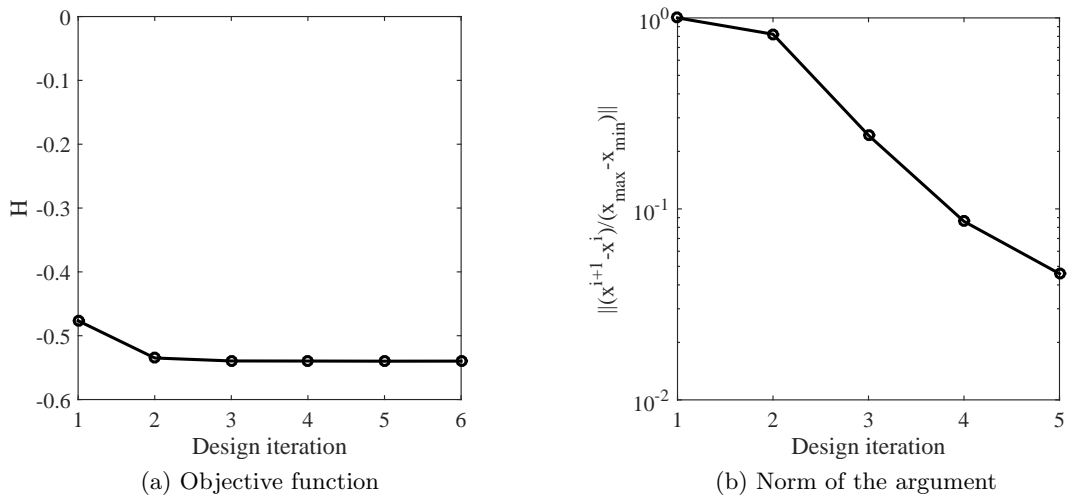 0
-0.1
-0.2
-0.3
-0.4
-0.5
-0.6
H
1 2 3 4 5 6
Design iteration
(a) Objective function
10^0
10^-1
10^-2
||(x^{i+1}-x^i)/(x_max-x_min)||
1 2 3 4 5
Design iteration
(b) Norm of the argument